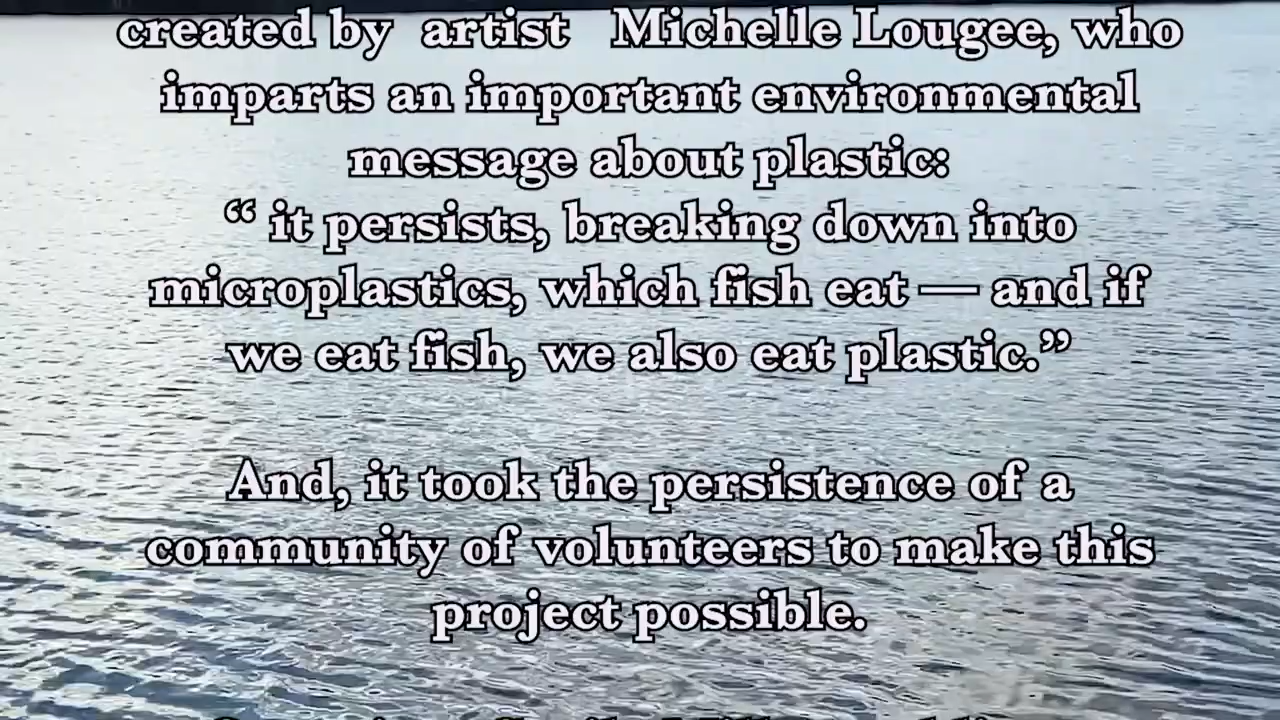 created by artist Michelle Lougee, who
imparts an important environmental
message about plastic:
“ it persists, breaking down into
microplastics, which fish eat — and if
we eat fish, we also eat plastic.”
And, it took the persistence of a
community of volunteers to make this
project possible.